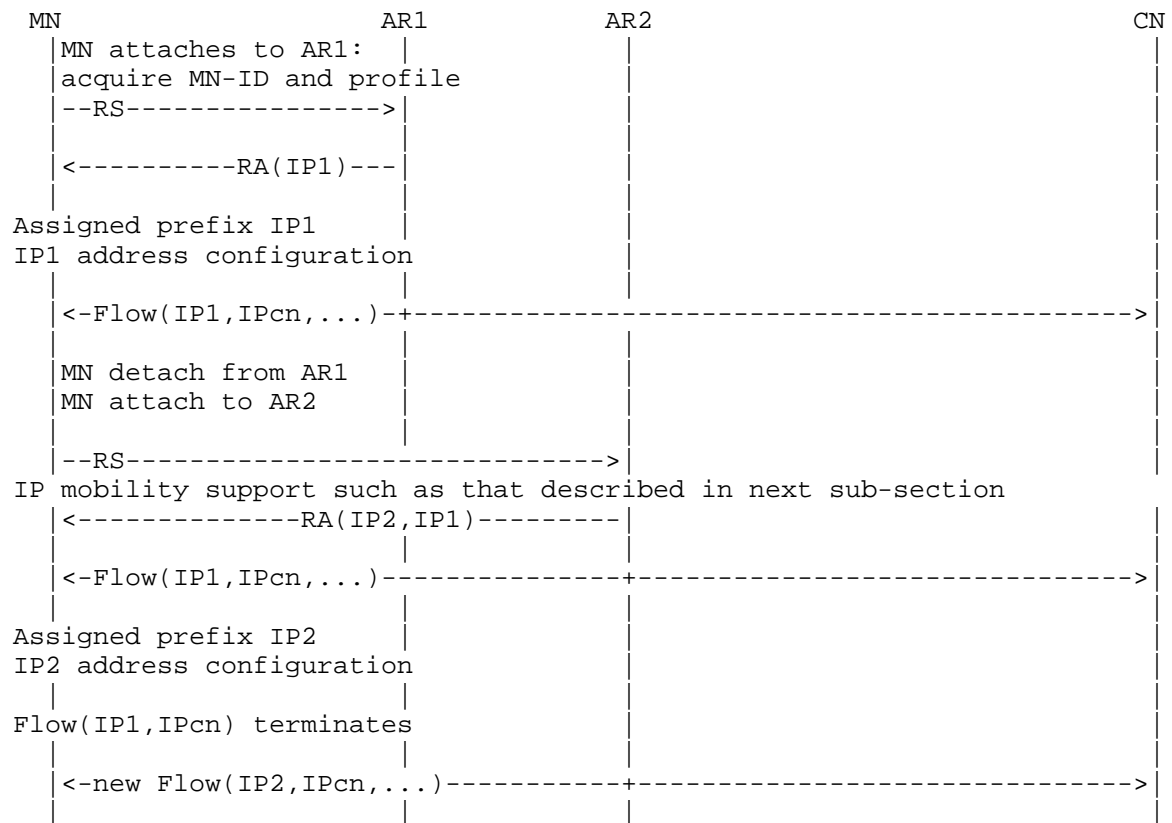 MN AR1 AR2 CN
|MN attaches to AR1: | | |
|acquire MN-ID and profile | |
|--RS---------------->| | |
| | | |
|<----------RA(IP1)---| | |
| | | |
Assigned prefix IP1 | | |
IP1 address configuration | |
| | | |
|<-Flow(IP1,IPcn,...)-+--------------------------------------------->|
| | | |
|MN detach from AR1 | | |
|MN attach to AR2 | | |
| | | |
|--RS------------------------------>| |
IP mobility support such as that described in next sub-section
|<--------------RA(IP2,IP1)---------| |
| | | |
|<-Flow(IP1,IPcn,...)---------------+------------------------------->|
| | | |
Assigned prefix IP2 | | |
IP2 address configuration | |
| | | |
Flow(IP1,IPcn) terminates | |
| | | |
|<-new Flow(IP2,IPcn,...)-----------+------------------------------->|
| | | |